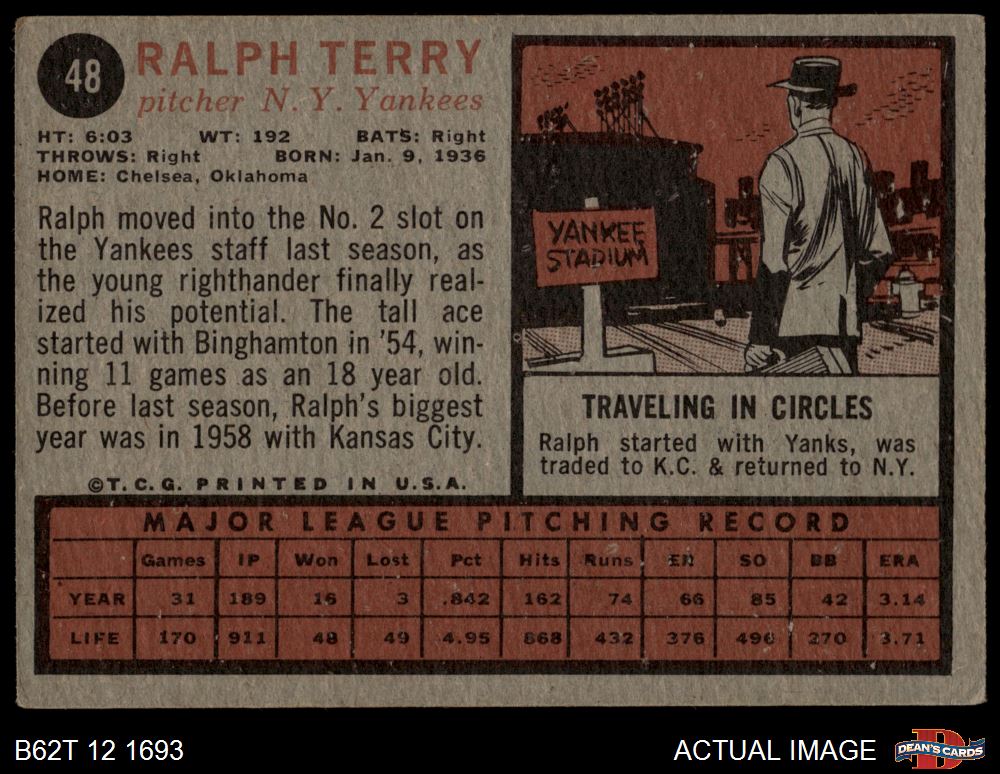 48
RALPH TERRY
pitcher N. Y. Yankees
HT: 6:03 WT: 192 BATS: Right
THROWS: Right BORN: Jan. 9, 1936
HOME: Chelsea, Oklahoma
Ralph moved into the No. 2 slot on
the Yankees staff last season, as
the young righthander finally real-
ized his potential. The tall ace
started with Binghamton in '54, win-
ning 11 games as an 18 year old.
Before last season, Ralph's biggest
year was in 1958 with Kansas City.
©T.C.G. PRINTED IN U.S.A.
YANKEE
STADIUM
TRAVELING IN CIRCLES
Ralph started with Yanks, was
traded to K.C. & returned to N.Y.
MAJOR LEAGUE PITCHING RECORD
Games IP Won Lost Pct Hits Runs ER SO BB ERA
YEAR 31 189 16 3 .842 162 74 66 85 42 3.14
LIFE 170 911 48 49 4.95 868 432 376 496 270 3.71
B62T 12 1693
ACTUAL IMAGE
DEAN'S CARDS